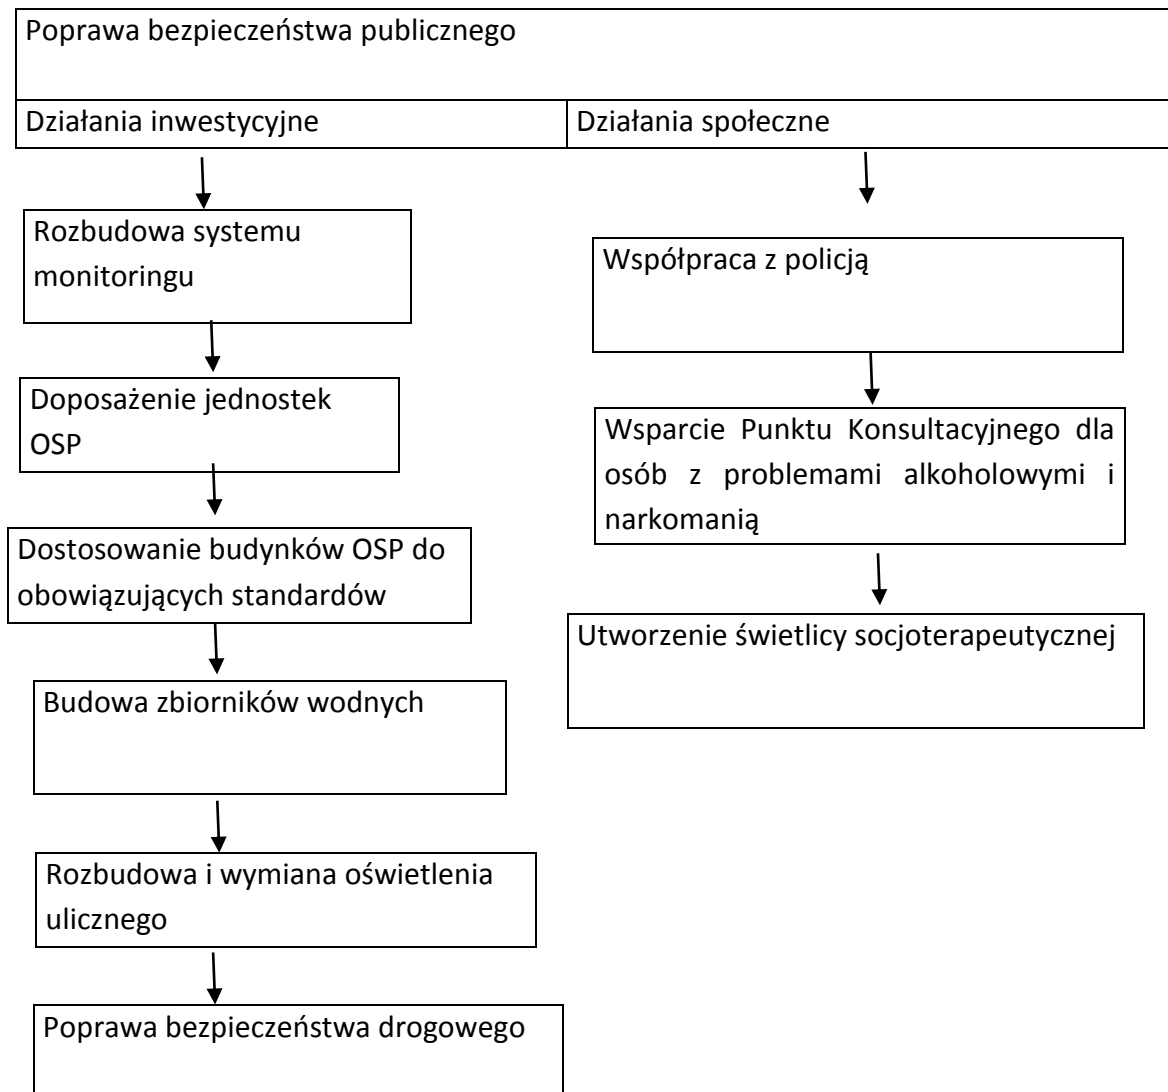 Poprawa bezpieczeństwa publicznego
Działania inwestycyjne
Działania społeczne
Rozbudowa systemu
monitoringu
Doposażenie jednostek
OSP
Dostosowanie budynków OSP do
obowiązujących standardów
Budowa zbiorników wodnych
Rozbudowa i wymiana oświetlenia
ulicznego
Poprawa bezpieczeństwa drogowego
Współpraca z policją
Wsparcie Punktu Konsultacyjnego dla
osób z problemami alkoholowymi i
narkomanią
Utworzenie świetlicy socjoterapeutycznej